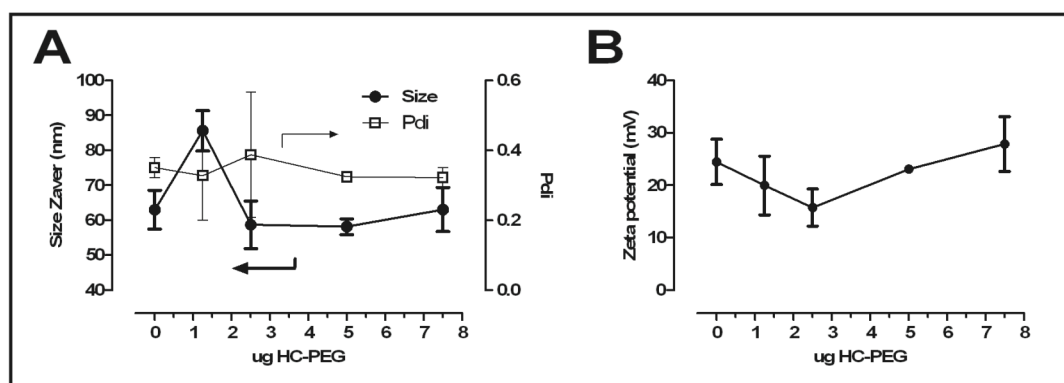 A
B
100
90
80
70
60
50
40
Size Zaver (nm)
Size
Pdi
0.6
0.4
0.2
0.0
Pdi
0 1 2 3 4 5 6 7 8
ug HC-PEG
40
30
20
10
0
Zeta potential (mV)
0 1 2 3 4 5 6 7 8
ug HC-PEG